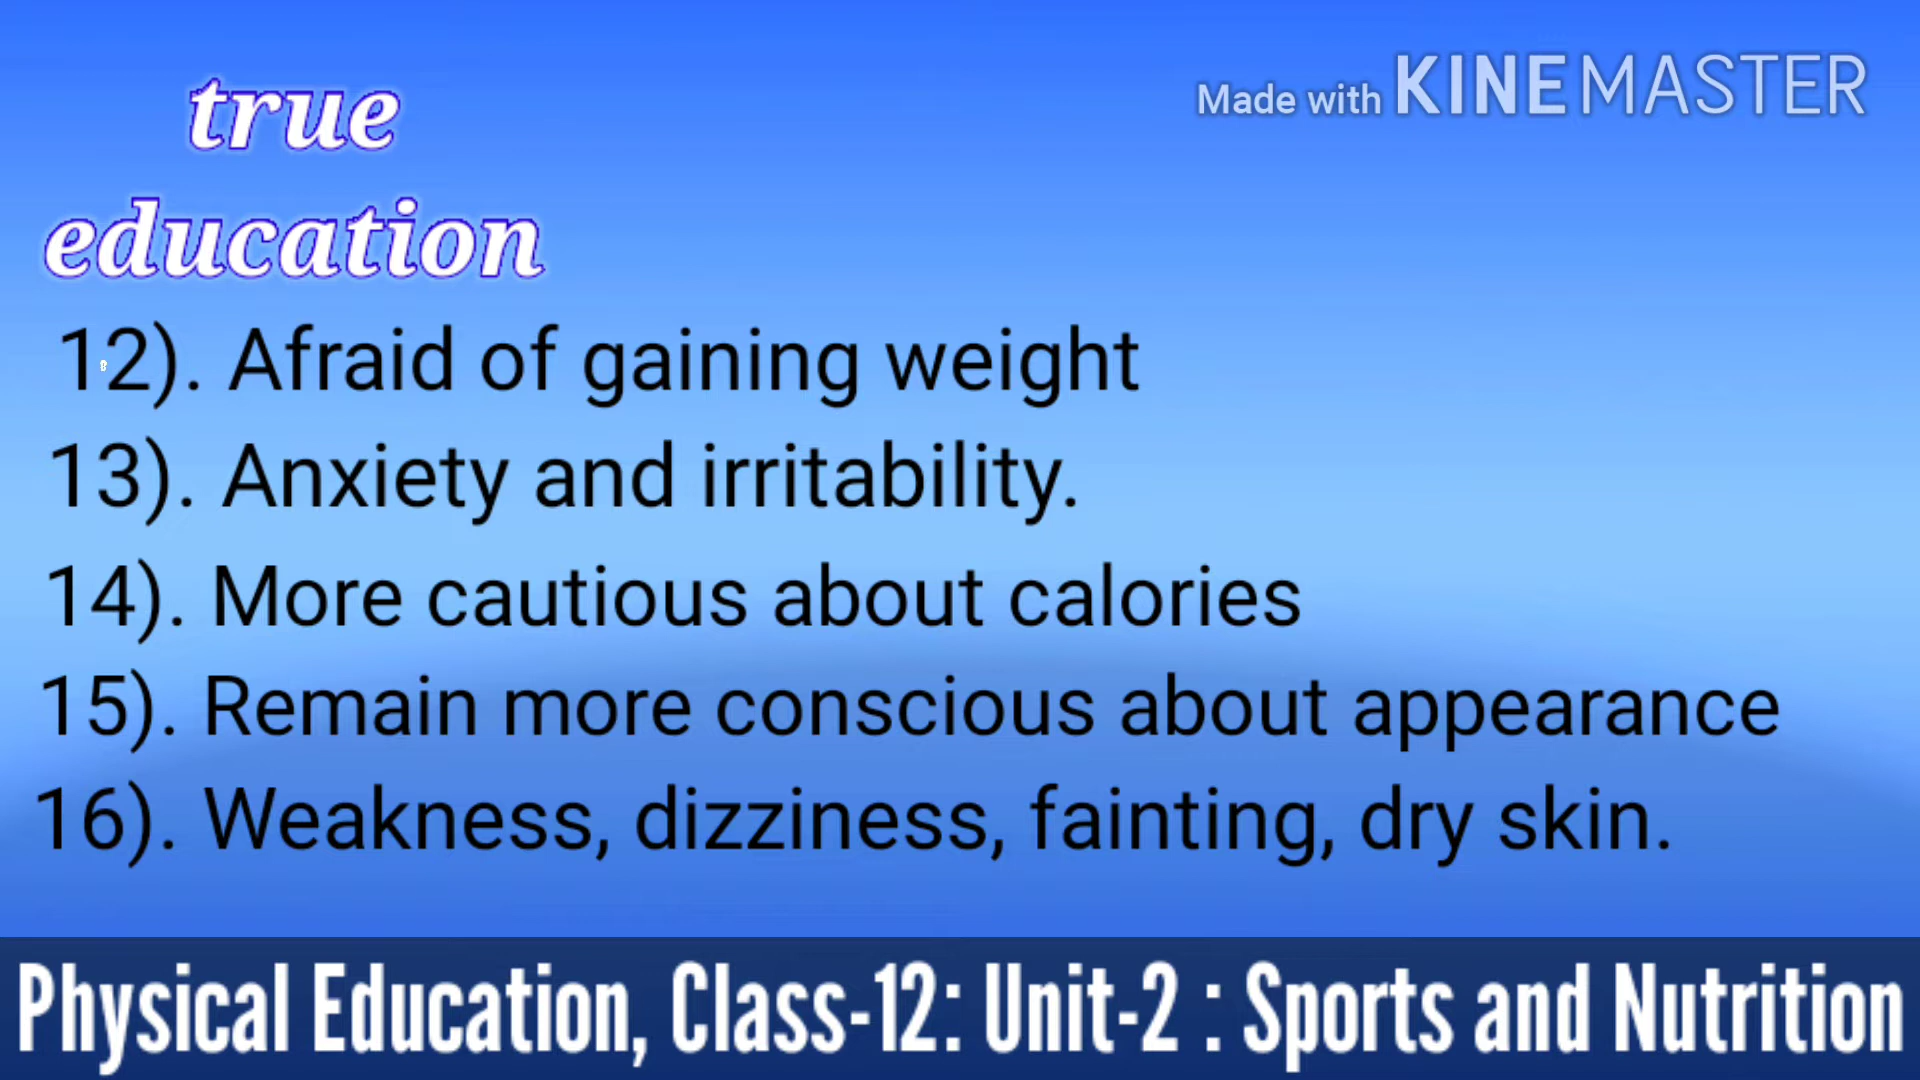 true
Made with KINEMASTER
education
12). Afraid of gaining weight
13). Anxiety and irritability.
14). More cautious about calories
15). Remain more conscious about appearance
16). Weakness, dizziness, fainting, dry skin.
Physical Education, Class-12: Unit-2 : Sports and Nutrition